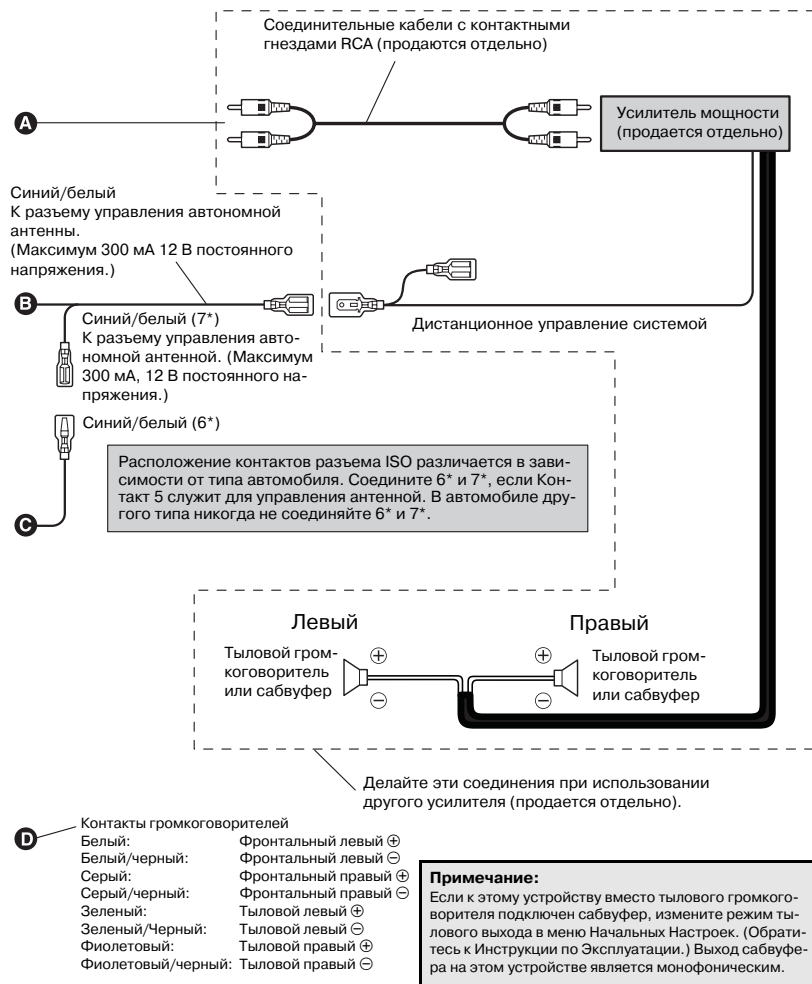 Соединительные кабели с контактными
гнездами RCA (продаются отдельно)
A
Усилитель мощности
(продается отдельно)
Синий/белый
К разъему управления автономной
антенны.
(Максимум 300 мА 12 В постоянного
напряжения.)
B
Синий/белый (7*)
К разъему управления авто-
номной антенной. (Максимум
300 мА, 12 В постоянного на-
пряжения.)
Дистанционное управление системой
Синий/белый (6*)
Расположение контактов разъема ISO различается в зави-
симости от типа автомобиля. Соедините 6* и 7*, если Кон-
такт 5 служит для управления антенной. В автомобиле дру-
гого типа никогда не соединяйте 6* и 7*.
C
Левый
Правый
Тыловой гром-
коговоритель
или сабвуфер
⊕
⊖
⊕
⊖
Тыловой гром-
коговоритель
или сабвуфер
Делайте эти соединения при использовании
другого усилителя (продается отдельно).
D
Контакты громкоговорителей
Белый: Фронтальный левый ⊕
Белый/черный: Фронтальный левый ⊖
Серый: Фронтальный правый ⊕
Серый/черный: Фронтальный правый ⊖
Зеленый: Тыловой левый ⊕
Зеленый/Черный: Тыловой левый ⊖
Фиолетовый: Тыловой правый ⊕
Фиолетовый/черный: Тыловой правый ⊖
Примечание:
Если к этому устройству вместо тылового громкого-
ворителя подключен сабвуфер, измените режим ты-
лового выхода в меню Начальных Настроек. (Обрати-
тесь к Инструкции по Эксплуатации.) Выход сабвуфе-
ра на этом устройстве является монофоническим.